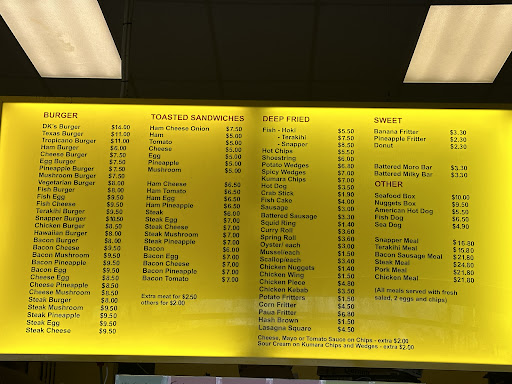 BURGER
DK's Burger $14.00
Texas Burger $11.00
Tropicano Burger $11.00
Ham Burger $6.00
Cheese Burger $7.50
Egg Burger $7.50
Pineapple Burger $7.50
Mushroom Burger $7.50
Vegetarian Burger $8.00
Fish Burger $8.00
Fish Egg $9.50
Fish Cheese $9.50
Terakihi Burger $9.50
Snapper Burger $10.50
Chicken Burger $8.50
Hawaiian Burger $8.00
Bacon Burger $8.00
Bacon Cheese $9.50
Bacon Mushroom $9.50
Bacon Pineapple $9.50
Bacon Egg $9.50
Cheese Egg $8.50
Cheese Pineapple $8.50
Cheese Mushroom $8.50
Steak Burger $8.00
Steak Mushroom $9.50
Steak Pineapple $9.50
Steak Egg $9.50
Steak Cheese $9.50
TOASTED SANDWICHES
Ham Cheese Onion $7.50
Ham $5.00
Tomato $5.00
Cheese $5.00
Egg $5.00
Pineapple $5.00
Mushroom $5.00
Ham Cheese $6.50
Ham Tomato $6.50
Ham Egg $6.50
Ham Pineapple $6.50
Steak $6.00
Steak Egg $7.00
Steak Cheese $7.00
Steak Mushroom $7.00
Steak Pineapple $7.00
Bacon $6.00
Bacon Egg $7.00
Bacon Cheese $7.00
Bacon Pineapple $7.00
Bacon Tomato $7.00
Extra meat for $2.50
others for $2.00
DEEP FRIED
Fish - Hoki $5.50
- Terakihi $7.50
- Snapper $8.50
Hot Chips $5.50
Shoestring $6.00
Potato Wedges $6.80
Spicy Wedges $7.00
Kumara Chips $7.00
Hot Dog $3.50
Crab Stick $1.90
Fish Cake $4.00
Sausage $3.00
Battered Sausage $3.30
Squid Ring $1.40
Curry Roll $3.60
Spring Roll $3.60
Oyster each $3.00
Musseleach $1.50
Scallopeach $3.40
Chicken Nuggets $1.40
Chicken Wing $1.40
Chicken Piece $4.80
Chicken Kebab $3.50
Potato Fritters $1.50
Corn Fritter $4.50
Paua Fritter $6.80
Hash Brown $1.50
Lasagna Square $4.50
Cheese, Mayo or Tomato Sauce on Chips - extra $2.00
Sour Cream on Kumara Chips and Wedges - extra $2.00
SWEET
Banana Fritter $3.30
Pineapple Fritter $2.30
Donut $2.30
Battered Moro Bar $3.30
Battered Milky Bar $3.30
OTHER
Seafood Box $10.00
Nuggets Box $9.50
American Hot Dog $5.50
Fish Dog $6.50
Sea Dog $4.90
Snapper Meal
Terakihi Meal $15.80
Bacon Sausage Meal $21.80
Steak Meal $24.80
Pork Meal $21.80
Chicken Meal $21.80
(All meals served with fresh
salad, 2 eggs and chips)